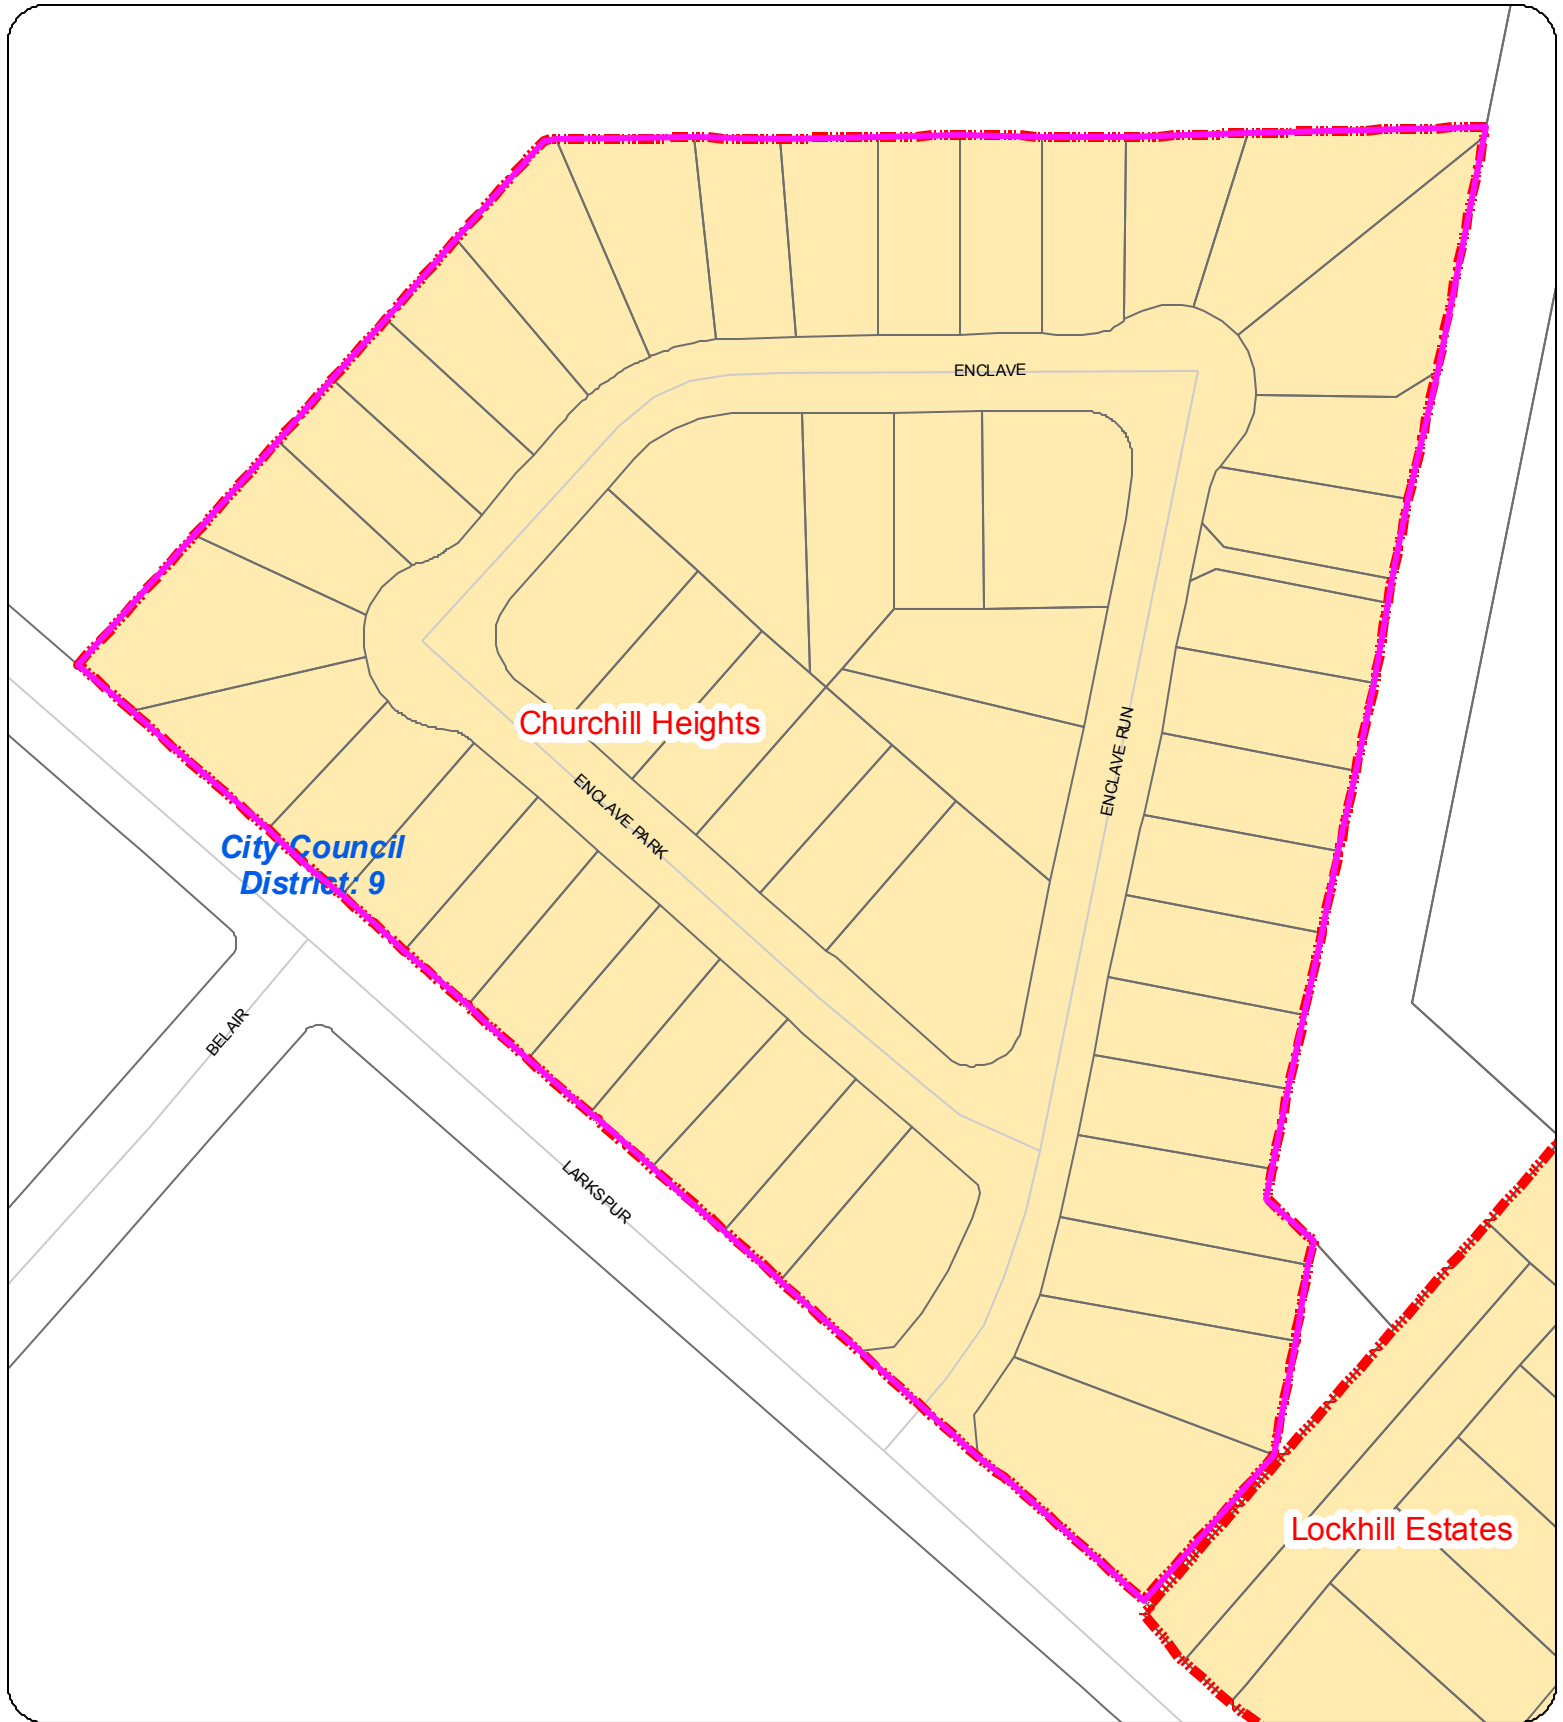 ENCLAVE
Churchill Heights
ENCLAVE RUN
ENCLAVE PARK
City Council
District: 9
BELAIR
LARKSPUR
Lockhill Estates